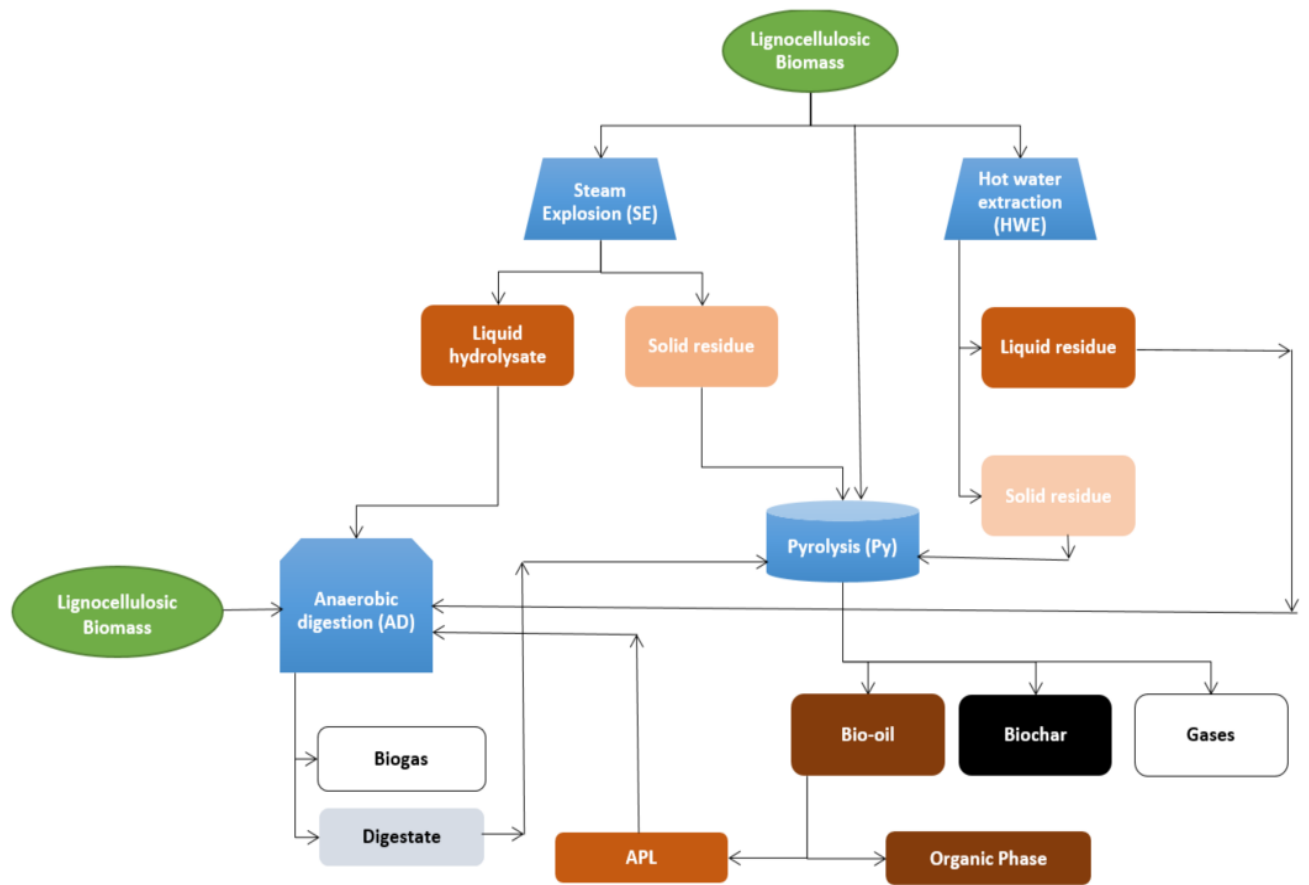 Lignocellulosic
Biomass
Steam
Explosion (SE)
Hot water
extraction
(HWE)
Liquid
hydrolysate
Solid residue
Liquid residue
Solid residue
Pyrolysis (Py)
Lignocellulosic
Biomass
Anaerobic
digestion (AD)
Bio-oil
Biochar
Gases
Biogas
Digestate
APL
Organic Phase